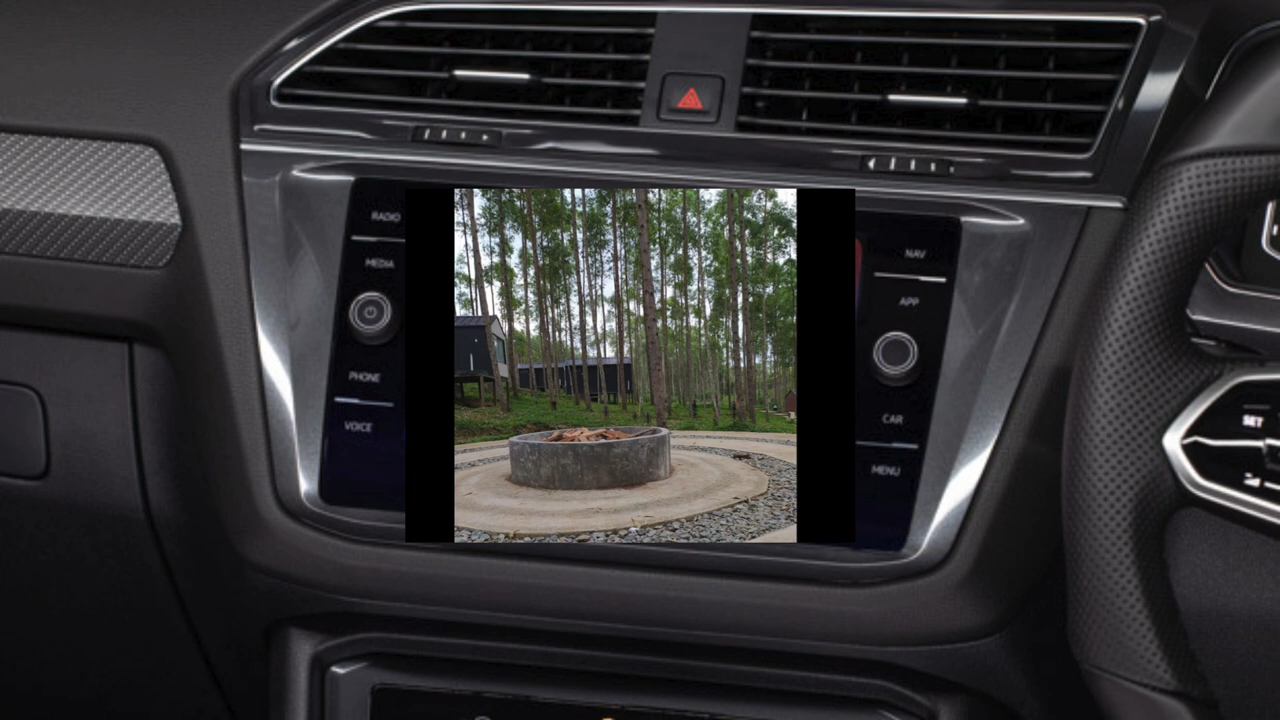 RADIO
MEDIA
PHONE
VOICE
NAV
APP
CAR
MENU
SET